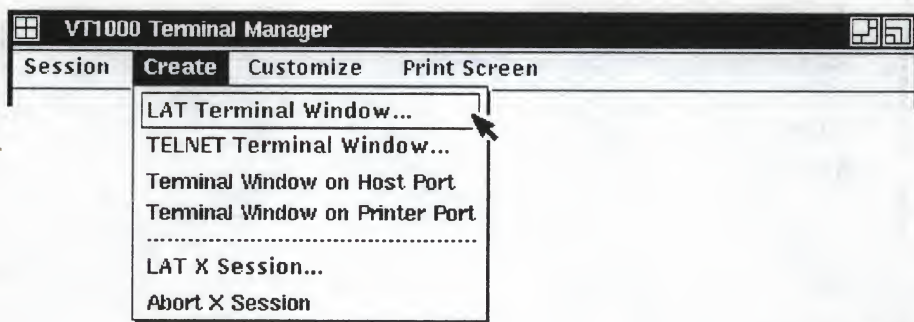 VT1000 Terminal Manager
Session Create Customize Print Screen
LAT Terminal Window...
TELNET Terminal Window...
Terminal Window on Host Port
Terminal Window on Printer Port
LAT X Session...
Abort X Session